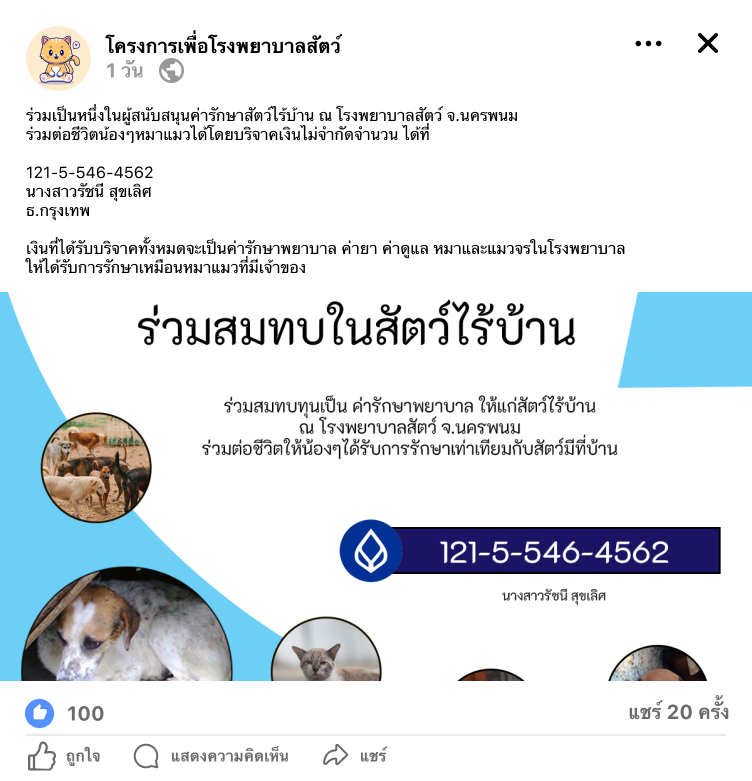 โครงการเพื่อโรงพยาบาลสัตว์
1 วัน
ร่วมเป็นหนึ่งในผู้สนับสนุนค่ารักษาสัตว์ไร้บ้าน ณ โรงพยาบาลสัตว์ จ.นครพนม
ร่วมต่อชีวิตน้องๆหมาแมวได้โดยบริจาคเงินไม่จำกัดจำนวน ได้ที่
121-5-546-4562
นางสาวรัชนี สุขเลิศ
ธ.กรุงเทพ
เงินที่ได้รับบริจาคทั้งหมดจะเป็นค่ารักษาพยาบาล ค่ายา ค่าดูแล หมาและแมวจรในโรงพยาบาล
ให้ได้รับการรักษาเหมือนหมาแมวที่มีเจ้าของ
ร่วมสมทบในสัตว์ไร้บ้าน
ร่วมสมทบทุนเป็น ค่ารักษาพยาบาล ให้แก่สัตว์ไร้บ้าน
ณ โรงพยาบาลสัตว์ จ.นครพนม
ร่วมต่อชีวิตให้น้องๆได้รับการรักษาเท่าเทียมกับสัตว์มีที่บ้าน
121-5-546-4562
นางสาวรัชนี สุขเลิศ
100
แชร์ 20 ครั้ง
ถูกใจ
แสดงความคิดเห็น
แชร์